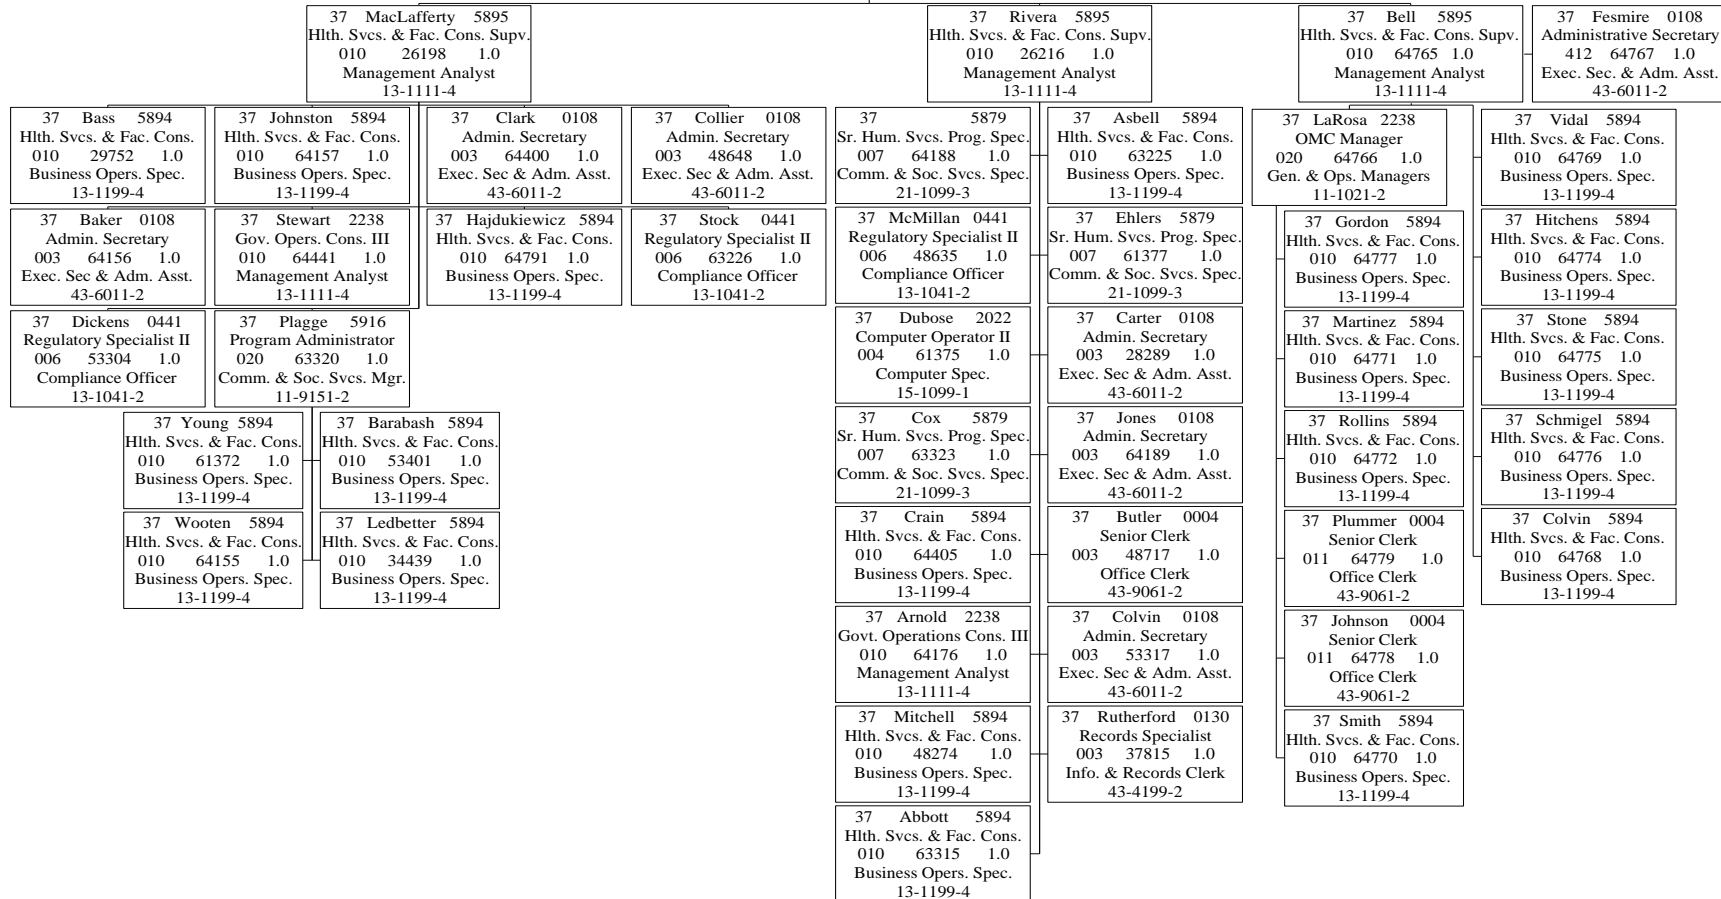 37 MacLafferty 5895
Hlth. Svcs. & Fac. Cons. Supv.
010 26198 1.0
Management Analyst
13-1111-4
37 Rivera 5895
Hlth. Svcs. & Fac. Cons. Supv.
010 26216 1.0
Management Analyst
13-1111-4
37 Bell 5895
Hlth. Svcs. & Fac. Cons. Supv.
010 64765 1.0
Management Analyst
13-1111-4
37 Fesmire 0108
Administrative Secretary
412 64767 1.0
Exec. Sec. & Adm. Asst.
43-6011-2
37 Bass 5894
Hlth. Svcs. & Fac. Cons.
010 29752 1.0
Business Opers. Spec.
13-1199-4
37 Johnston 5894
Hlth. Svcs. & Fac. Cons.
010 64157 1.0
Business Opers. Spec.
13-1199-4
37 Clark 0108
Admin. Secretary
003 64400 1.0
Exec. Sec & Adm. Asst.
43-6011-2
37 Collier 0108
Admin. Secretary
003 48648 1.0
Exec. Sec & Adm. Asst.
43-6011-2
37 Baker 0108
Admin. Secretary
003 64156 1.0
Exec. Sec & Adm. Asst.
43-6011-2
37 Stewart 2238
Gov. Opers. Cons. III
010 64441 1.0
Management Analyst
13-1111-4
37 Hajdukiewicz 5894
Hlth. Svcs. & Fac. Cons.
010 64791 1.0
Business Opers. Spec.
13-1199-4
37 Stock 0441
Regulatory Specialist II
006 63226 1.0
Compliance Officer
13-1041-2
37 Dickens 0441
Regulatory Specialist II
006 53304 1.0
Compliance Officer
13-1041-2
37 Plagge 5916
Program Administrator
020 63320 1.0
Comm. & Soc. Svcs. Mgr.
11-9151-2
37 Young 5894
Hlth. Svcs. & Fac. Cons.
010 61372 1.0
Business Opers. Spec.
13-1199-4
37 Barabash 5894
Hlth. Svcs. & Fac. Cons.
010 53401 1.0
Business Opers. Spec.
13-1199-4
37 Wooten 5894
Hlth. Svcs. & Fac. Cons.
010 64155 1.0
Business Opers. Spec.
13-1199-4
37 Ledbetter 5894
Hlth. Svcs. & Fac. Cons.
010 34439 1.0
Business Opers. Spec.
13-1199-4
37 5879
Sr. Hum. Svcs. Prog. Spec.
007 64188 1.0
Comm. & Soc. Svcs. Spec.
21-1099-3
37 Asbell 5894
Hlth. Svcs. & Fac. Cons.
010 63225 1.0
Business Opers. Spec.
13-1199-4
37 McMillan 0441
Regulatory Specialist II
006 48635 1.0
Compliance Officer
13-1041-2
37 Ehlers 5879
Sr. Hum. Svcs. Prog. Spec.
007 61377 1.0
Comm. & Soc. Svcs. Spec.
21-1099-3
37 Dubose 2022
Computer Operator II
004 61375 1.0
Computer Spec.
15-1099-1
37 Carter 0108
Admin. Secretary
003 28289 1.0
Exec. Sec & Adm. Asst.
43-6011-2
37 Cox 5879
Sr. Hum. Svcs. Prog. Spec.
007 63323 1.0
Comm. & Soc. Svcs. Spec.
21-1099-3
37 Jones 0108
Admin. Secretary
003 64189 1.0
Exec. Sec & Adm. Asst.
43-6011-2
37 Crain 5894
Hlth. Svcs. & Fac. Cons.
010 64405 1.0
Business Opers. Spec.
13-1199-4
37 Butler 0004
Senior Clerk
003 48717 1.0
Office Clerk
43-9061-2
37 Arnold 2238
Govt. Operations Cons. III
010 64176 1.0
Management Analyst
13-1111-4
37 Colvin 0108
Admin. Secretary
003 53317 1.0
Exec. Sec & Adm. Asst.
43-6011-2
37 Mitchell 5894
Hlth. Svcs. & Fac. Cons.
010 48274 1.0
Business Opers. Spec.
13-1199-4
37 Rutherford 0130
Records Specialist
003 37815 1.0
Info. & Records Clerk
43-4199-2
37 Abbott 5894
Hlth. Svcs. & Fac. Cons.
010 63315 1.0
Business Opers. Spec.
13-1199-4
37 LaRosa 2238
OMC Manager
020 64766 1.0
Gen. & Ops. Managers
11-1021-2
37 Vidal 5894
Hlth. Svcs. & Fac. Cons.
010 64769 1.0
Business Opers. Spec.
13-1199-4
37 Gordon 5894
Hlth. Svcs. & Fac. Cons.
010 64777 1.0
Business Opers. Spec.
13-1199-4
37 Hitchens 5894
Hlth. Svcs. & Fac. Cons.
010 64774 1.0
Business Opers. Spec.
13-1199-4
37 Martinez 5894
Hlth. Svcs. & Fac. Cons.
010 64771 1.0
Business Opers. Spec.
13-1199-4
37 Stone 5894
Hlth. Svcs. & Fac. Cons.
010 64775 1.0
Business Opers. Spec.
13-1199-4
37 Rollins 5894
Hlth. Svcs. & Fac. Cons.
010 64772 1.0
Business Opers. Spec.
13-1199-4
37 Schmigel 5894
Hlth. Svcs. & Fac. Cons.
010 64776 1.0
Business Opers. Spec.
13-1199-4
37 Plummer 0004
Senior Clerk
011 64779 1.0
Office Clerk
43-9061-2
37 Colvin 5894
Hlth. Svcs. & Fac. Cons.
010 64768 1.0
Business Opers. Spec.
13-1199-4
37 Johnson 0004
Senior Clerk
011 64778 1.0
Office Clerk
43-9061-2
37 Smith 5894
Hlth. Svcs. & Fac. Cons.
010 64770 1.0
Business Opers. Spec.
13-1199-4